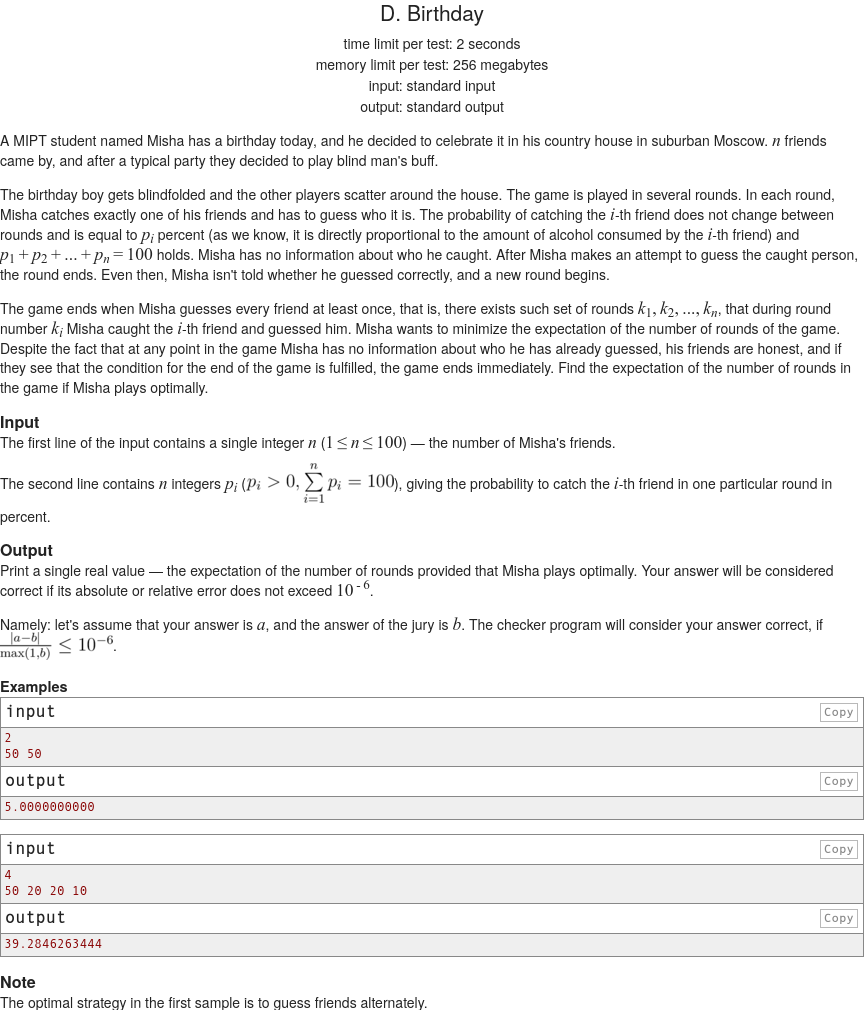 D. Birthday
time limit per test: 2 seconds
memory limit per test: 256 megabytes
input: standard input
output: standard output
A MIPT student named Misha has a birthday today, and he decided to celebrate it in his country house in suburban Moscow. n friends
came by, and after a typical party they decided to play blind man's buff.
The birthday boy gets blindfolded and the other players scatter around the house. The game is played in several rounds. In each round,
Misha catches exactly one of his friends and has to guess who it is. The probability of catching the i-th friend does not change between
rounds and is equal to p_i percent (as we know, it is directly proportional to the amount of alcohol consumed by the i-th friend) and
p_1 + p_2 + ... + p_n = 100 holds. Misha has no information about who he caught. After Misha makes an attempt to guess the caught person,
the round ends. Even then, Misha isn't told whether he guessed correctly, and a new round begins.
The game ends when Misha guesses every friend at least once, that is, there exists such set of rounds k_1, k_2, ..., k_n, that during round
number k_i Misha caught the i-th friend and guessed him. Misha wants to minimize the expectation of the number of rounds of the game.
Despite the fact that at any point in the game Misha has no information about who he has already guessed, his friends are honest, and if
they see that the condition for the end of the game is fulfilled, the game ends immediately. Find the expectation of the number of rounds in
the game if Misha plays optimally.
Input
The first line of the input contains a single integer n (1 ≤ n ≤ 100) — the number of Misha's friends.
The second line contains n integers p_i (p_i > 0, \sum_{i=1}^{n} p_i = 100), giving the probability to catch the i-th friend in one particular round in
percent.
Output
Print a single real value — the expectation of the number of rounds provided that Misha plays optimally. Your answer will be considered
correct if its absolute or relative error does not exceed 10^{-6}.
Namely: let's assume that your answer is a, and the answer of the jury is b. The checker program will consider your answer correct, if
\frac{|a-b|}{max(1,b)} ≤ 10^{-6}.
Examples
input Copy
2
50 50
output Copy
5.0000000000
input Copy
4
50 20 20 10
output Copy
39.2846263444
Note
The optimal strategy in the first sample is to guess friends alternately.